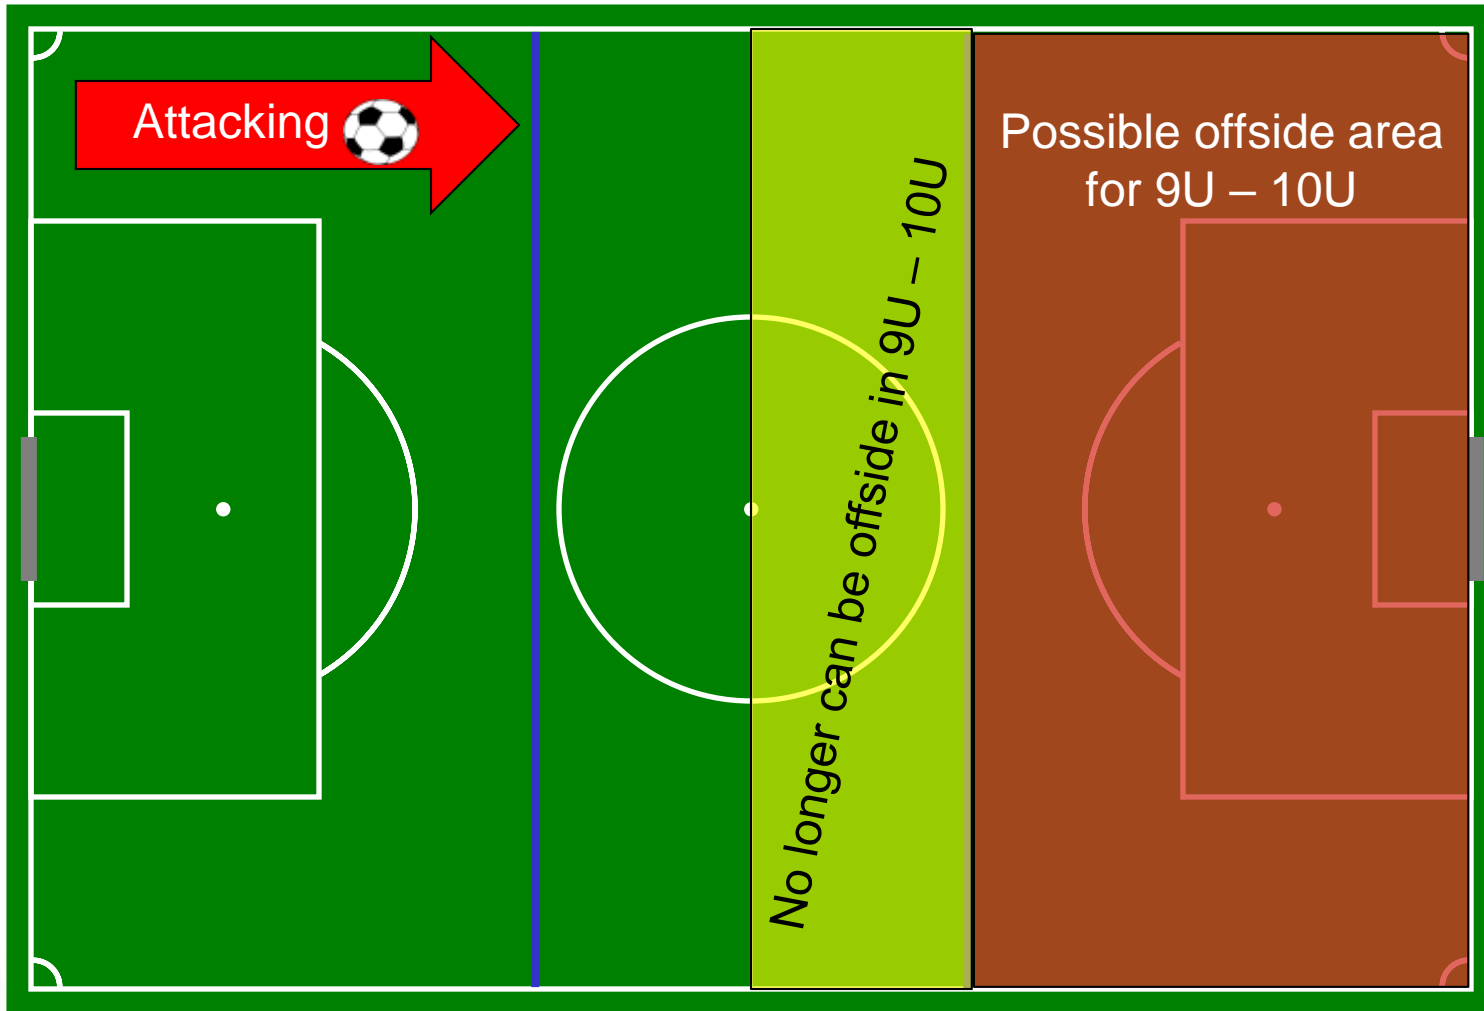 Attacking
Possible offside area
for 9U – 10U
No longer can be offside in 9U – 10U